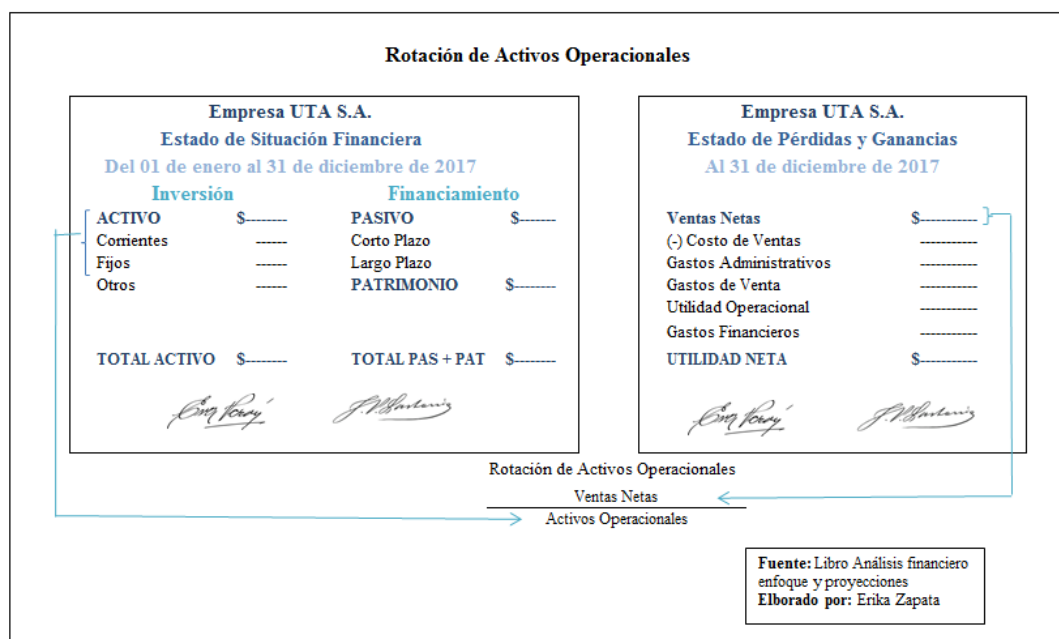 Rotación de Activos Operacionales
Empresa UTA S.A.
Estado de Situación Financiera
Del 01 de enero al 31 de diciembre de 2017
Inversión Financiamiento
ACTIVO $-------- PASIVO $-------
Corrientes ------ Corto Plazo
Fijos ------ Largo Plazo
Otros ------ PATRIMONIO $--------
TOTAL ACTIVO $-------- TOTAL PAS + PAT $--------
Empresa UTA S.A.
Estado de Pérdidas y Ganancias
Al 31 de diciembre de 2017
Ventas Netas $-----------
(-) Costo de Ventas -----------
Gastos Administrativos -----------
Gastos de Venta -----------
Utilidad Operacional -----------
Gastos Financieros -----------
UTILIDAD NETA $-----------
Rotación de Activos Operacionales
Ventas Netas
Activos Operacionales
Fuente: Libro Análisis financiero
enfoque y proyecciones
Elborado por: Erika Zapata